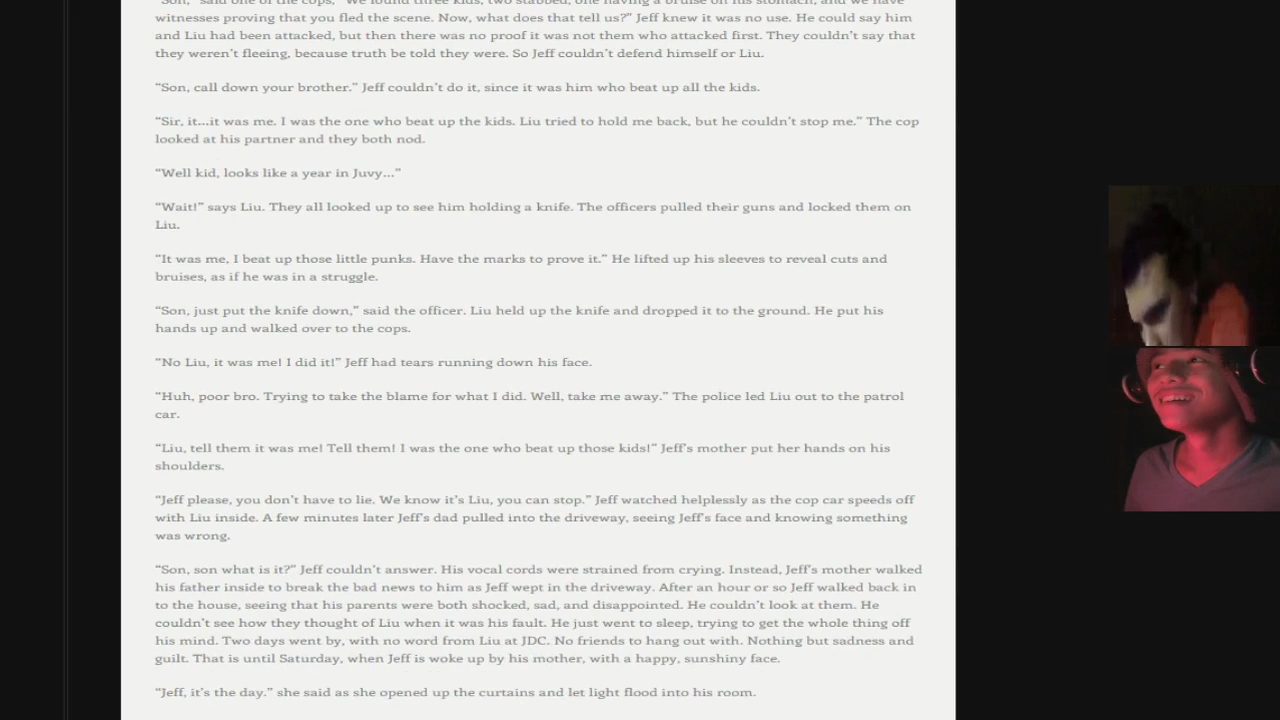 "Son," said one of the cops, "We found three kids, two stabbed, one having a bruise on his stomach, and we have
witnesses proving that you fled the scene. Now, what does that tell us?" Jeff knew it was no use. He could say him
and Liu had been attacked, but then there was no proof it was not them who attacked first. They couldn't say that
they weren't fleeing, because truth be told they were. So Jeff couldn't defend himself or Liu.
"Son, call down your brother." Jeff couldn't do it, since it was him who beat up all the kids.
"Sir, it...it was me. I was the one who beat up the kids. Liu tried to hold me back, but he couldn't stop me." The cop
looked at his partner and they both nod.
"Well kid, looks like a year in Juvy..."
"Wait!" says Liu. They all looked up to see him holding a knife. The officers pulled their guns and locked them on
Liu.
"It was me, I beat up those little punks. Have the marks to prove it." He lifted up his sleeves to reveal cuts and
bruises, as if he was in a struggle.
"Son, just put the knife down," said the officer. Liu held up the knife and dropped it to the ground. He put his
hands up and walked over to the cops.
"No Liu, it was me! I did it!" Jeff had tears running down his face.
"Huh, poor bro. Trying to take the blame for what I did. Well, take me away." The police led Liu out to the patrol
car.
"Liu, tell them it was me! Tell them! I was the one who beat up those kids!" Jeff's mother put her hands on his
shoulders.
"Jeff please, you don't have to lie. We know it's Liu, you can stop." Jeff watched helplessly as the cop car speeds off
with Liu inside. A few minutes later Jeff's dad pulled into the driveway, seeing Jeff's face and knowing something
was wrong.
"Son, son what is it?" Jeff couldn't answer. His vocal cords were strained from crying. Instead, Jeff's mother walked
his father inside to break the bad news to him as Jeff wept in the driveway. After an hour or so Jeff walked back in
to the house, seeing that his parents were both shocked, sad, and disappointed. He couldn't look at them. He
couldn't see how they thought of Liu when it was his fault. He just went to sleep, trying to get the whole thing off
his mind. Two days went by, with no word from Liu at JDC. No friends to hang out with. Nothing but sadness and
guilt. That is until Saturday, when Jeff is woke up by his mother, with a happy, sunshiny face.
"Jeff, it's the day." she said as she opened up the curtains and let light flood into his room.